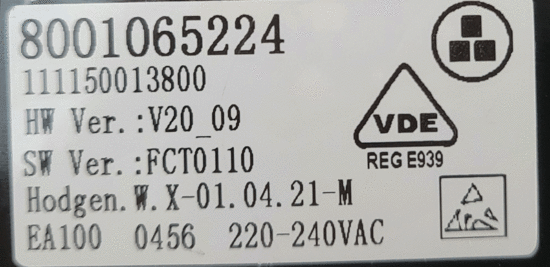 8001065224
111150013800
HW Ver.:V20_09
SW Ver.:FCT0110
Hodgen.W.X-01.04.21-M
EA100 0456 220-240VAC
VDE
REG E939